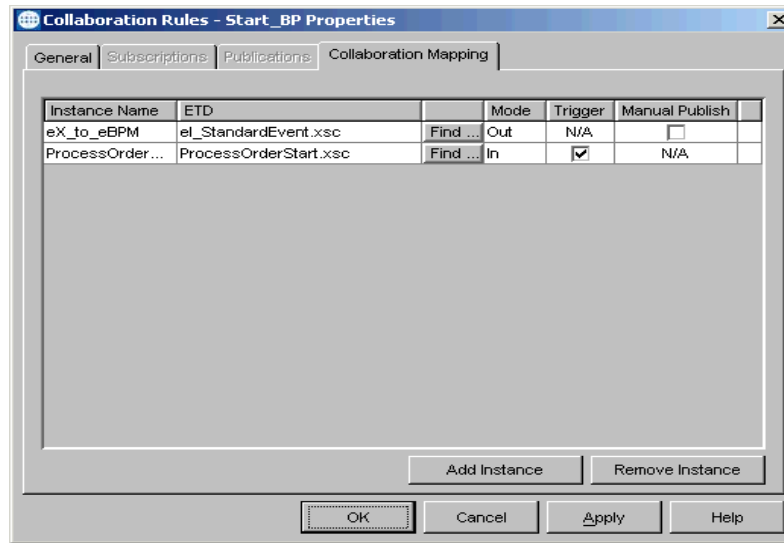 Collaboration Rules - Start_BP Properties
General Subscriptions Publications Collaboration Mapping
Instance Name ETD Mode Trigger Manual Publish
eX_to_eBPM eI_StandardEvent.xsc Find ... Out N/A
ProcessOrder... ProcessOrderStart.xsc Find ... In N/A
Add Instance Remove Instance
OK Cancel Apply Help